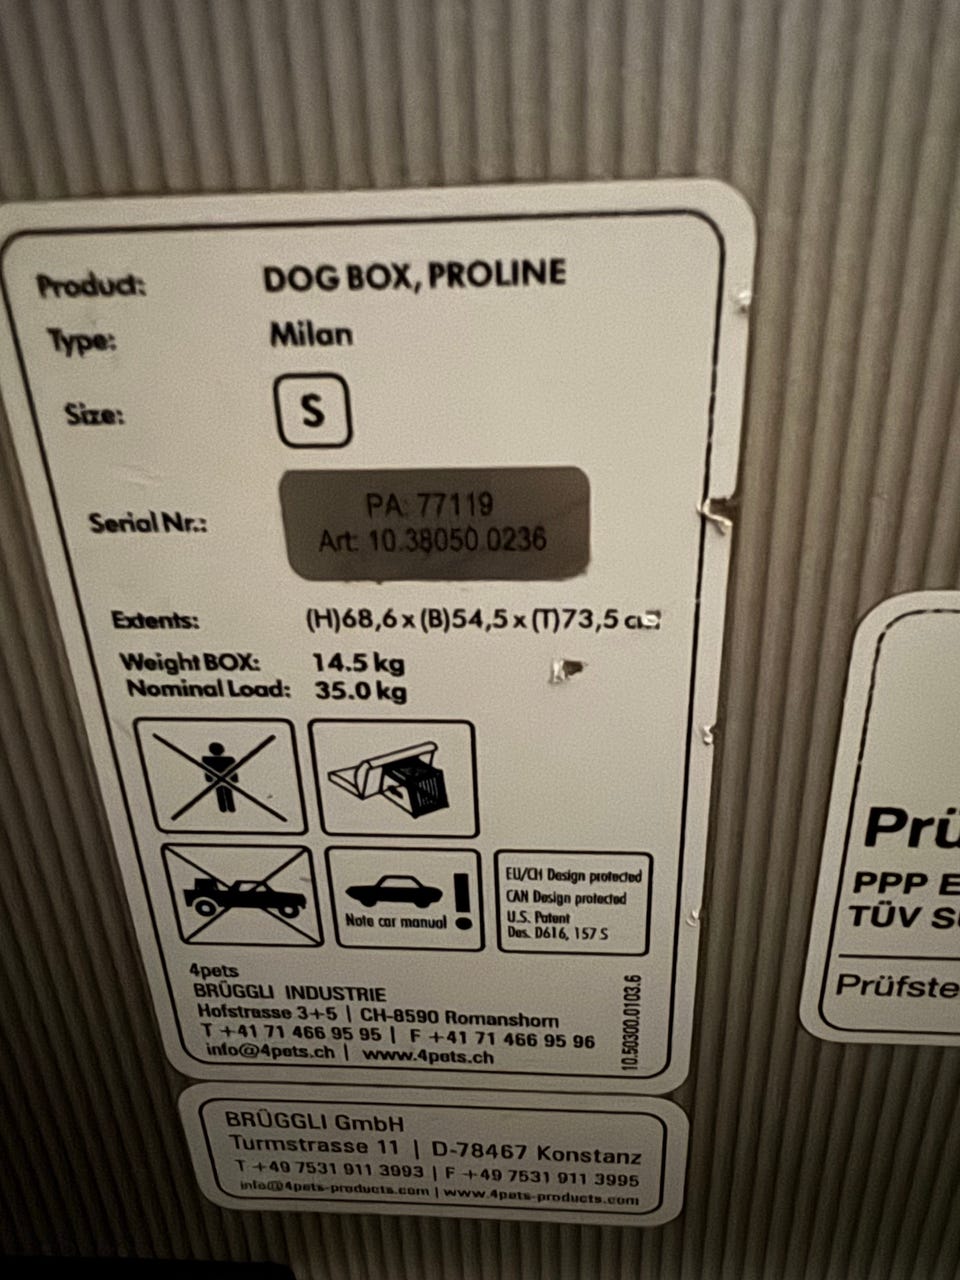 Product: DOG BOX, PROLINE
Type: Milan
Size: S
Serial Nr.: PA: 77119
Art: 10.38050.0236
Extents: (H)68,6 x (B)54,5 x (T)73,5 cm
Weight BOX: 14.5 kg
Nominal Load: 35.0 kg
Note car manual !
EU/CH Design protected
CAN Design protected
U.S. Patent
Des. D616, 157 S
4pets
BRÜGGLI INDUSTRIE
Hofstrasse 3+5 | CH-8590 Romanshorn
T +41 71 466 95 95 | F +41 71 466 95 96
info@4pets.ch | www.4pets.ch
10.50300.0103.6
BRÜGGLI GmbH
Turmstrasse 11 | D-78467 Konstanz
T +49 7531 911 3993 | F +49 7531 911 3995
info@4pets-products.com | www.4pets-products.com
Prü
PPP E
TÜV S
Prüfste